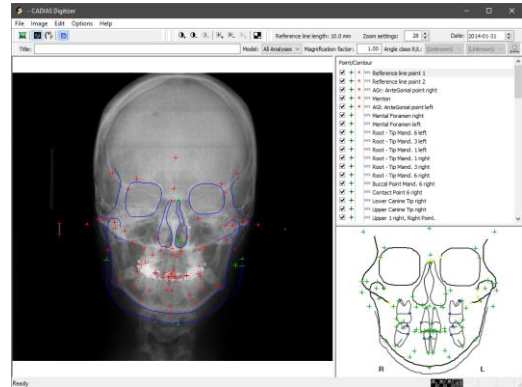 - CADIAS Digitizer
File Image Edit Options Help
Reference line length: 10.0 mm Zoom settings: 28 Date: 2014-01-31
Title: Model: All Analyses Magnification factor: 1.00 Angle class R/L: (Unknown) (Unknown)
Point/Contour
Reference line point 1
Reference line point 2
AGr: AnteGonial point right
Menton
AGl: AnteGonial point left
Mental Foramen right
Mental Foramen left
Root - Tip Mand. 6 left
Root - Tip Mand. 3 left
Root - Tip Mand. 1 left
Root - Tip Mand. 1 right
Root - Tip Mand. 3 right
Root - Tip Mand. 6 right
Buccal Point Mand. 6 right
Contact Point 6 right
Lower Canine Tip right
Upper Canine Tip right
Upper 1 right, Right Point.
R L
Ready